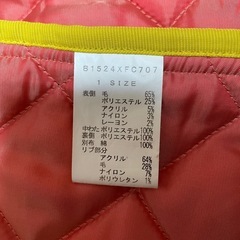 B1524XFC707
1 SIZE
表側 毛 65%
ポリエステル 25%
アクリル 5%
ナイロン 3%
レーヨン 2%
中わた ポリエステル 100%
裏側 ポリエステル 100%
別布 綿 100%
リブ部分
アクリル 64%
毛 28%
ナイロン 7%
ポリウレタン 1%